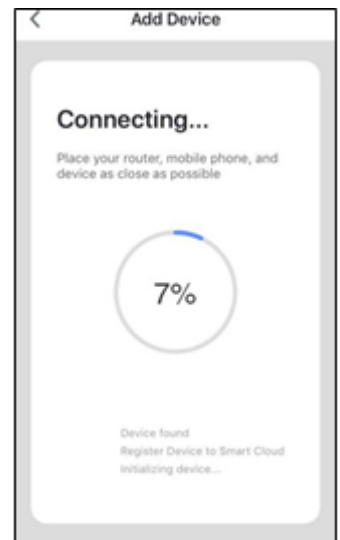 Add Device
Connecting...
Place your router, mobile phone, and
device as close as possible
7%
Device found
Register Device to Smart Cloud
Initializing device...